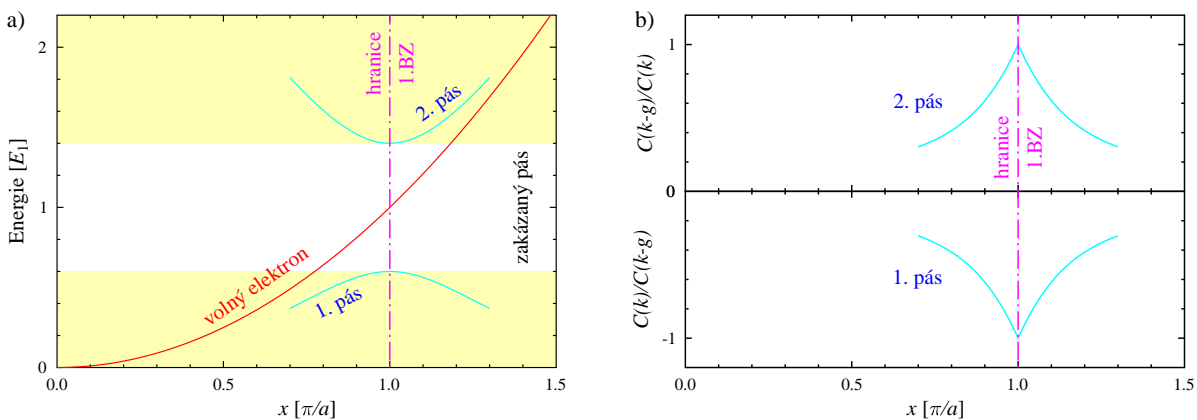 a)
Energie [E₁]
2
1
0
0.0
0.5
1.0
1.5
x [π/a]
hranice
1.BZ
2. pás
zakázaný pás
volný elektron
1. pás
b)
C(k-g)/C(k)
C(k)/C(k-g)
1
0
0
-1
0.0
0.5
1.0
1.5
x [π/a]
2. pás
hranice
1.BZ
1. pás